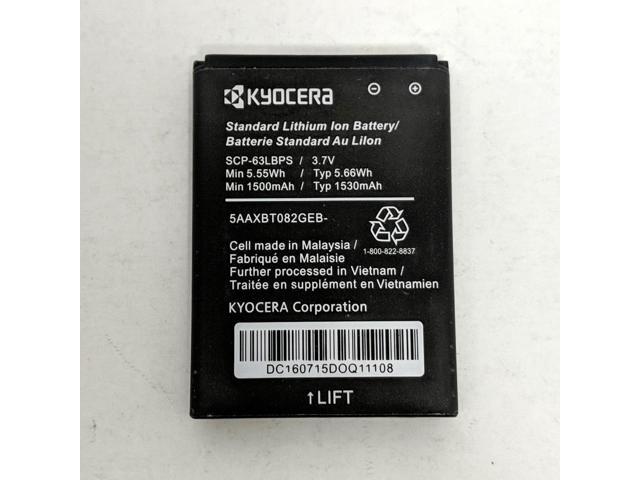 KYOCERA ⊖ ⊕
Standard Lithium Ion Battery/
Batterie Standard Au LiIon
SCP-63LBPS / 3.7V
Min 5.55Wh / Typ 5.66Wh
Min 1500mAh / Typ 1530mAh
5AAXBT082GEB-
1-800-822-8837
Cell made in Malaysia /
Fabriqué en Malaisie
Further processed in Vietnam /
Traitée en supplément en Vietnamien
KYOCERA Corporation
DC160715DOQ11108
↑LIFT